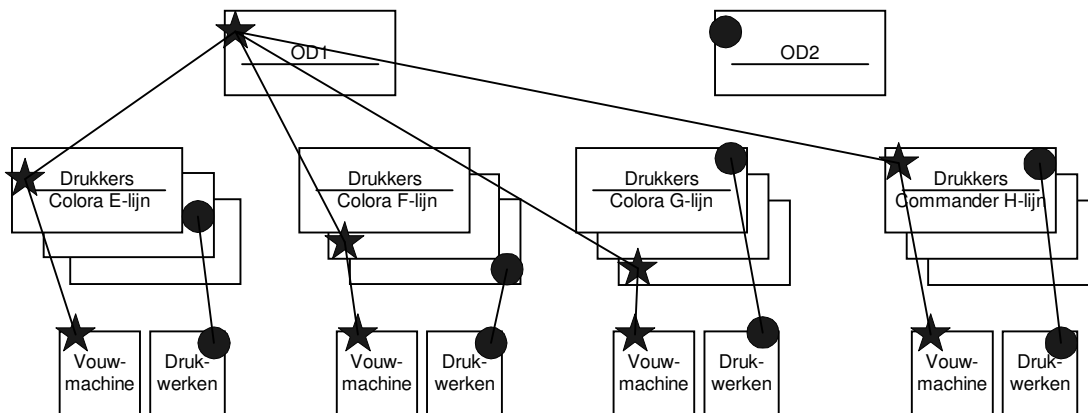 OD1
OD2
Drukkers
Colora E-lijn
Drukkers
Colora F-lijn
Drukkers
Colora G-lijn
Drukkers
Commander H-lijn
Vouw-
machine
Druk-
werken
Vouw-
machine
Druk-
werken
Vouw-
machine
Druk-
werken
Vouw-
machine
Druk-
werken